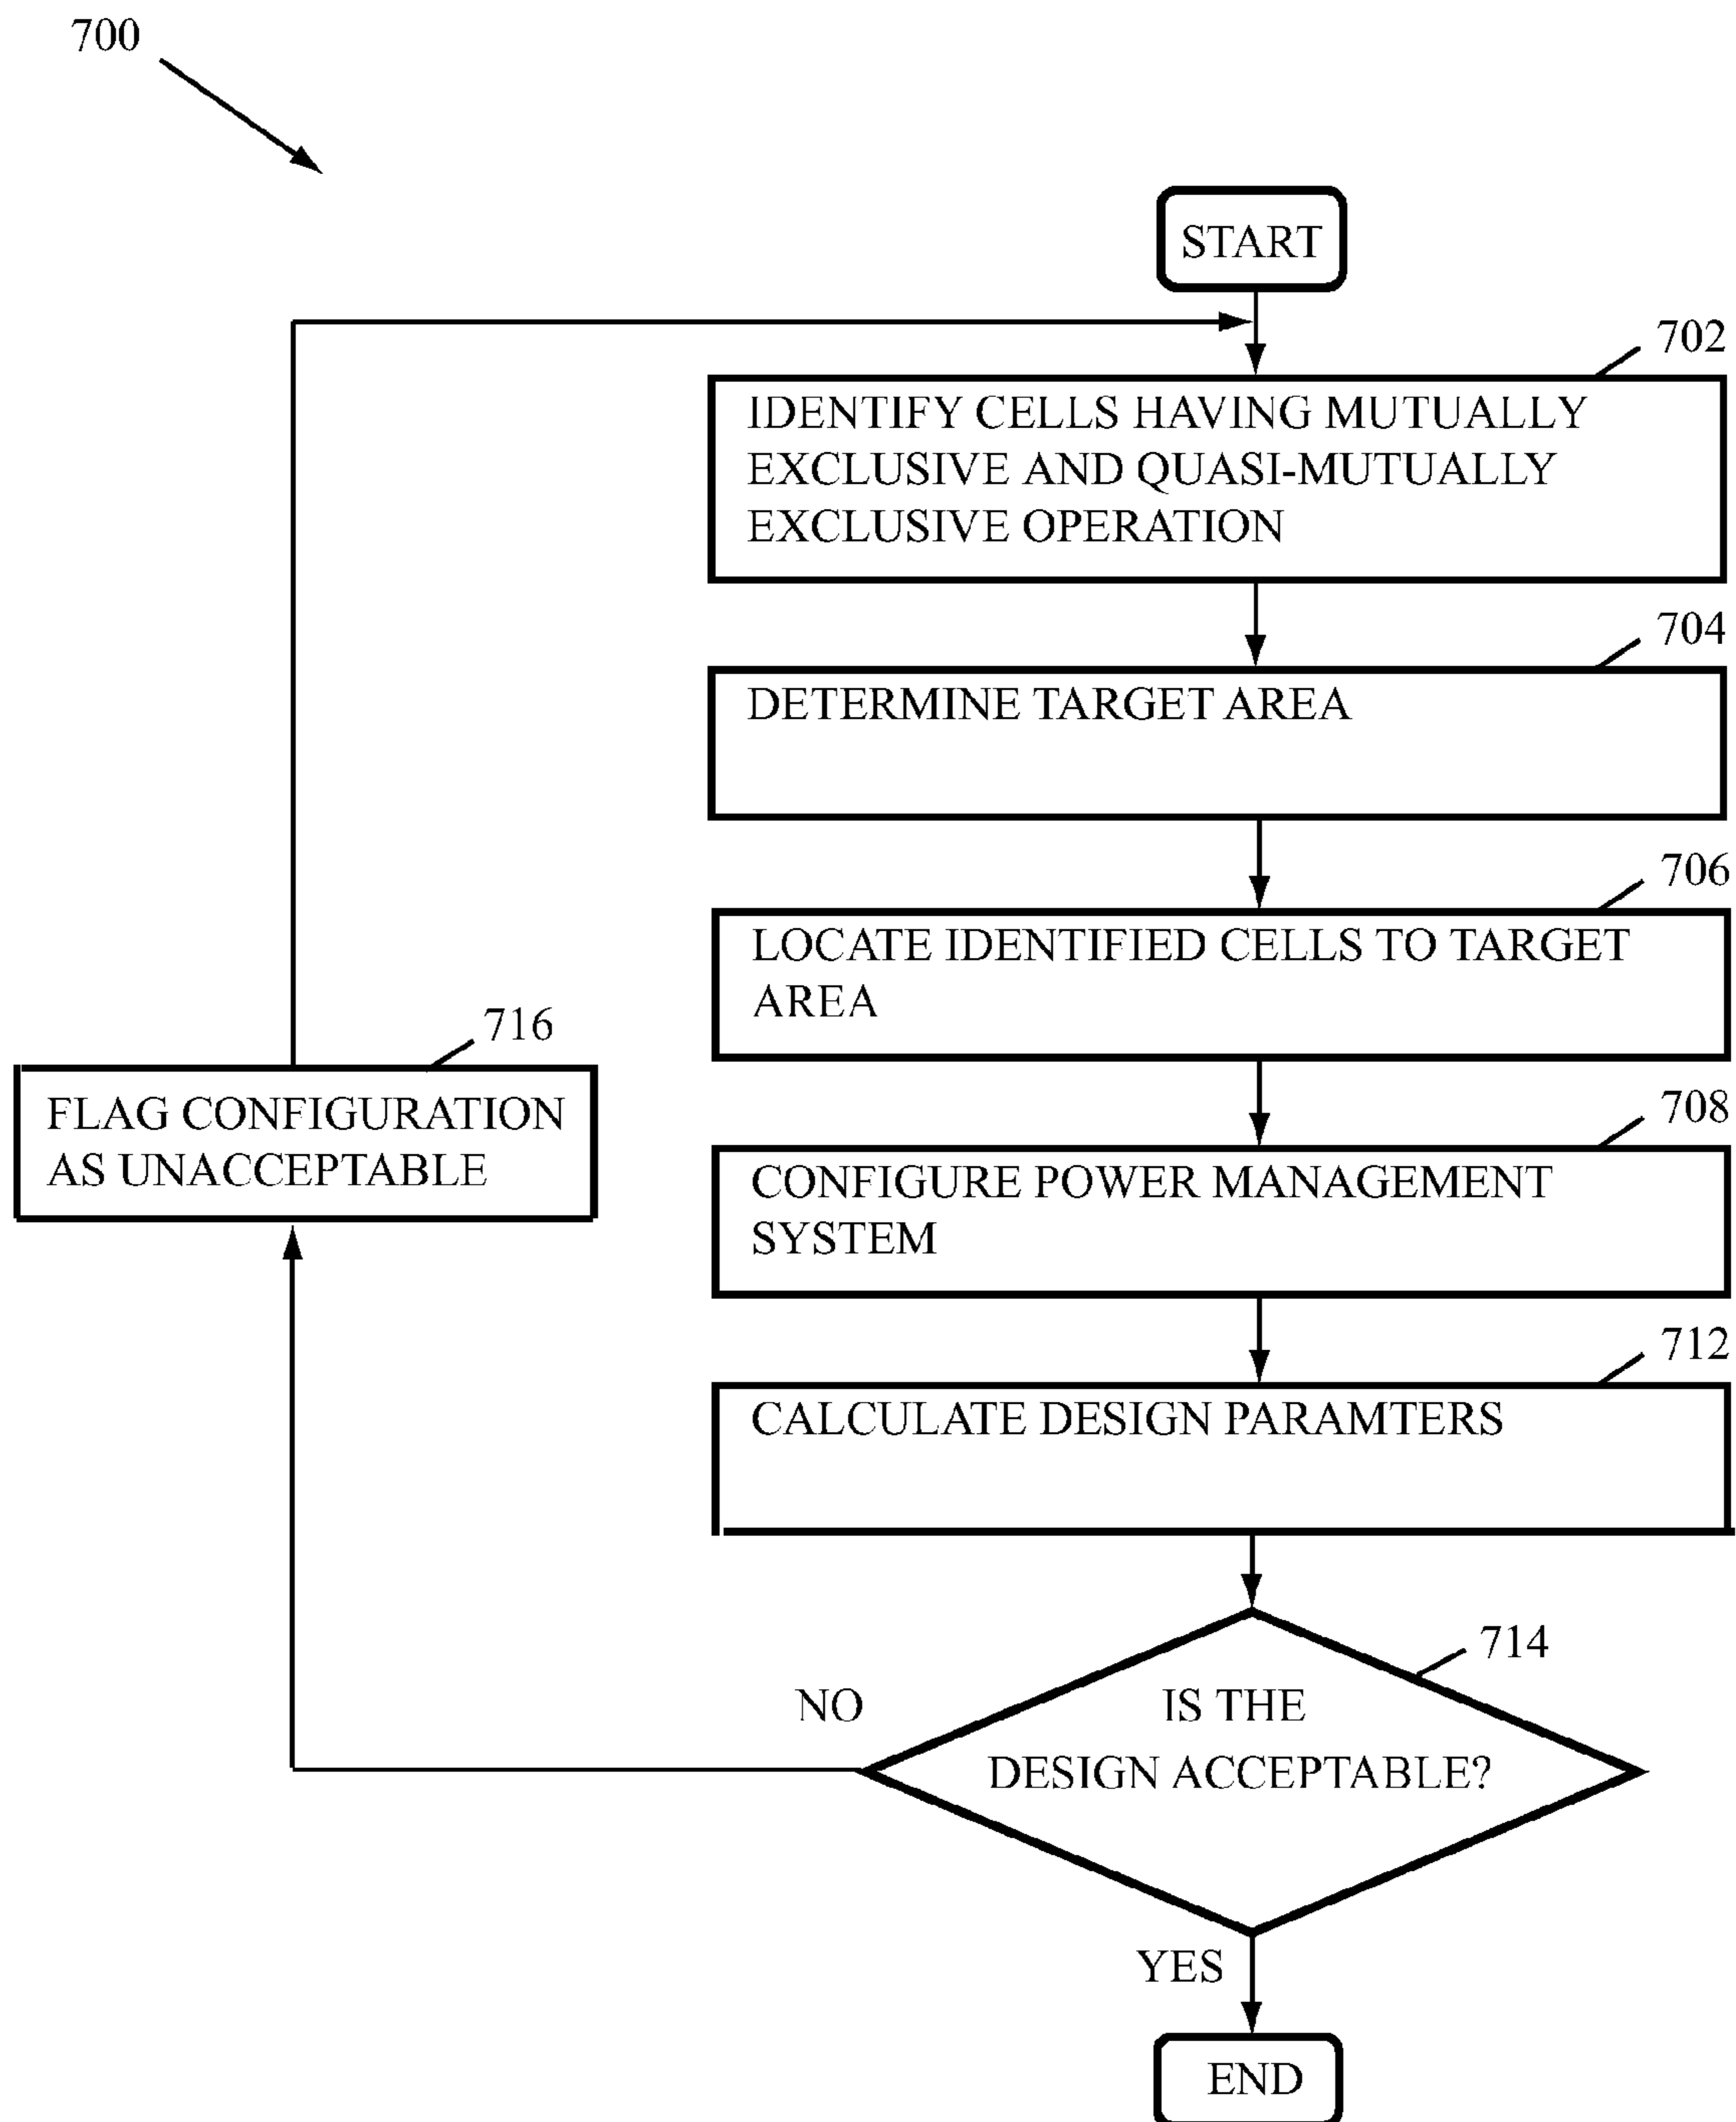 700
START
702
IDENTIFY CELLS HAVING MUTUALLY
EXCLUSIVE AND QUASI-MUTUALLY
EXCLUSIVE OPERATION
704
DETERMINE TARGET AREA
706
LOCATE IDENTIFIED CELLS TO TARGET
AREA
716
FLAG CONFIGURATION
AS UNACCEPTABLE
708
CONFIGURE POWER MANAGEMENT
SYSTEM
712
CALCULATE DESIGN PARAMTERS
714
NO
IS THE
DESIGN ACCEPTABLE?
YES
END